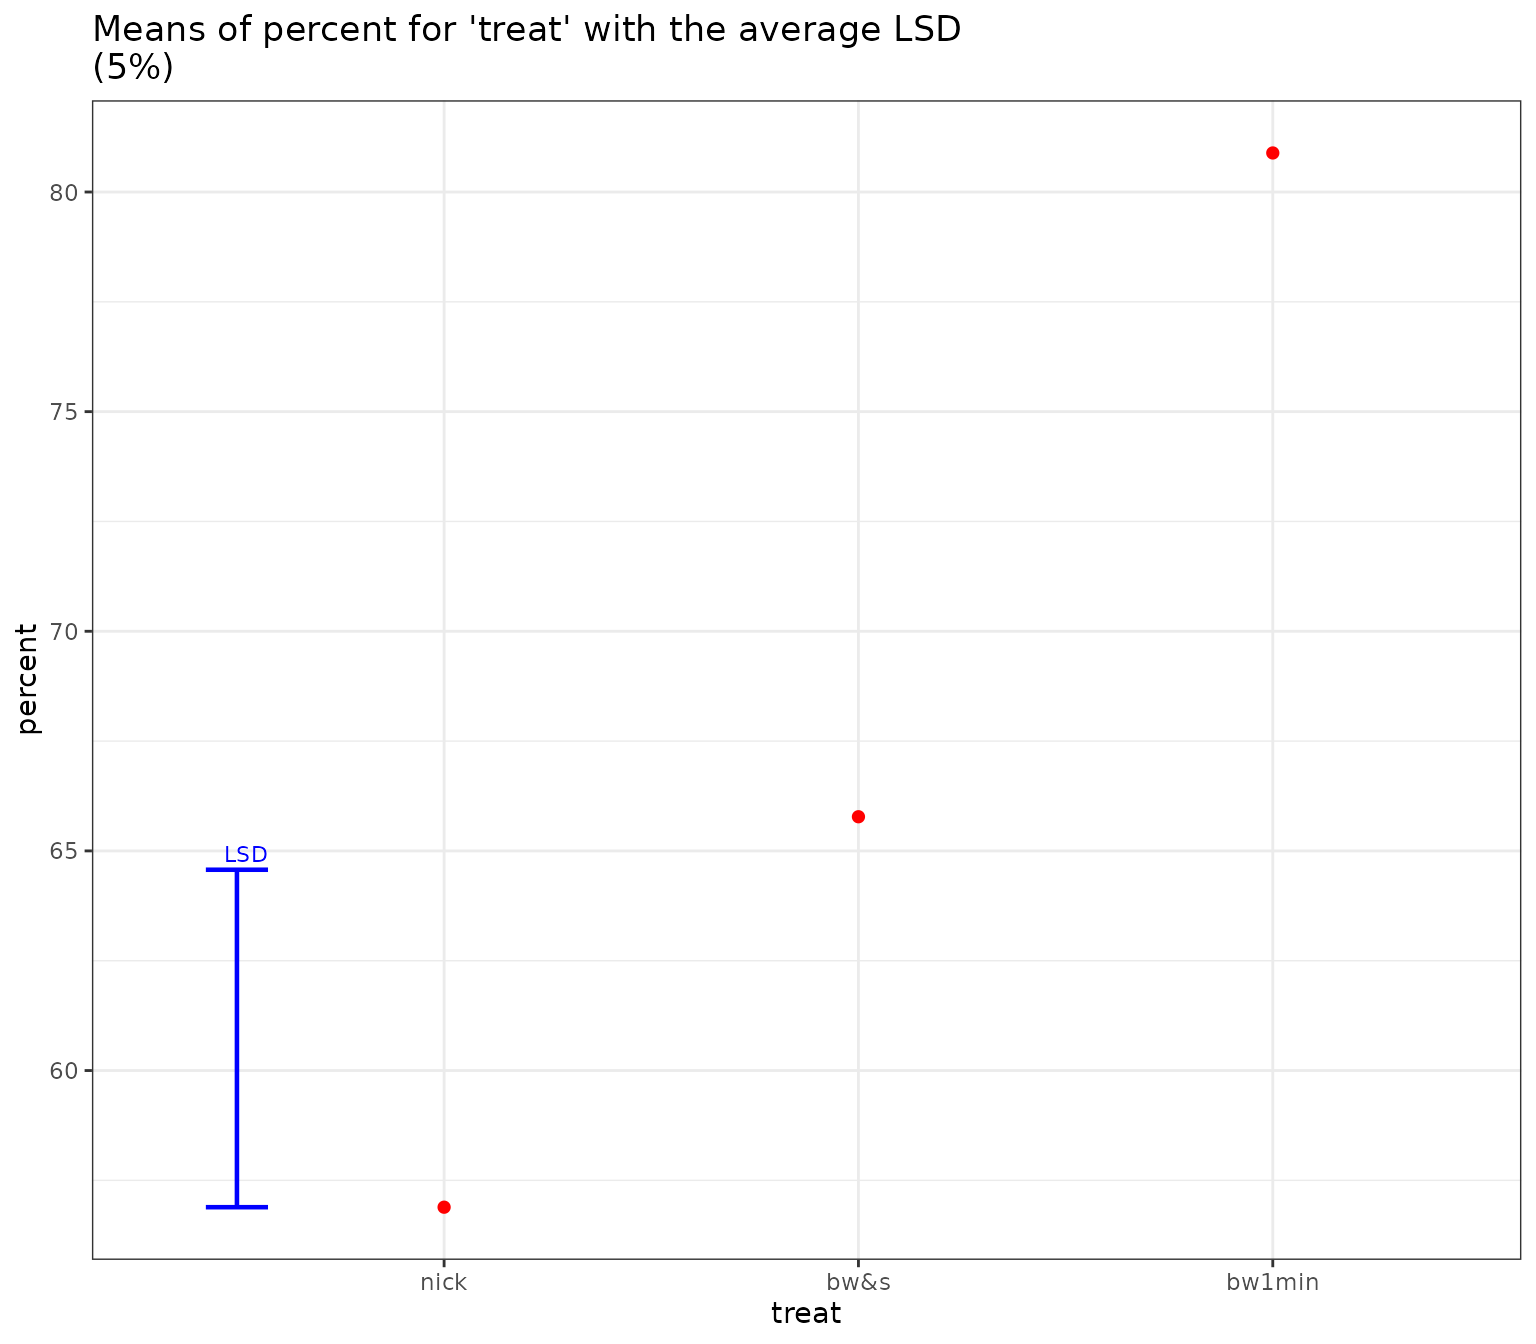 Means of percent for 'treat' with the average LSD
(5%)
80
75
70
65
60
percent
LSD
nick
bw&s
bw1min
treat